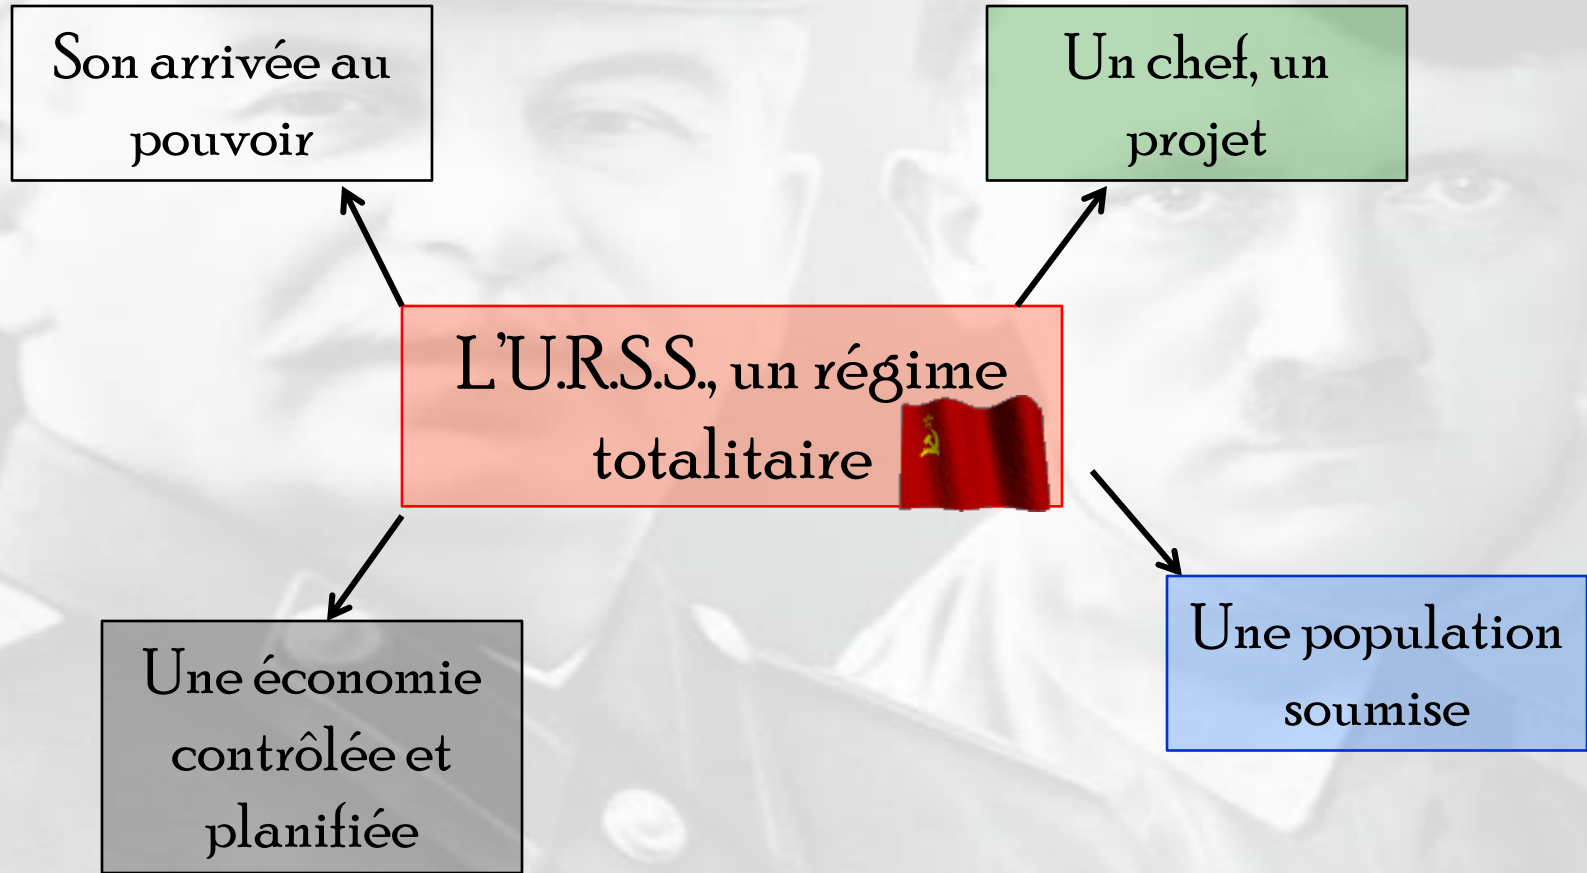 Son arrivée au
pouvoir
Un chef, un
projet
L'U.R.S.S., un régime
totalitaire
Une économie
contrôlée et
planifiée
Une population
soumise